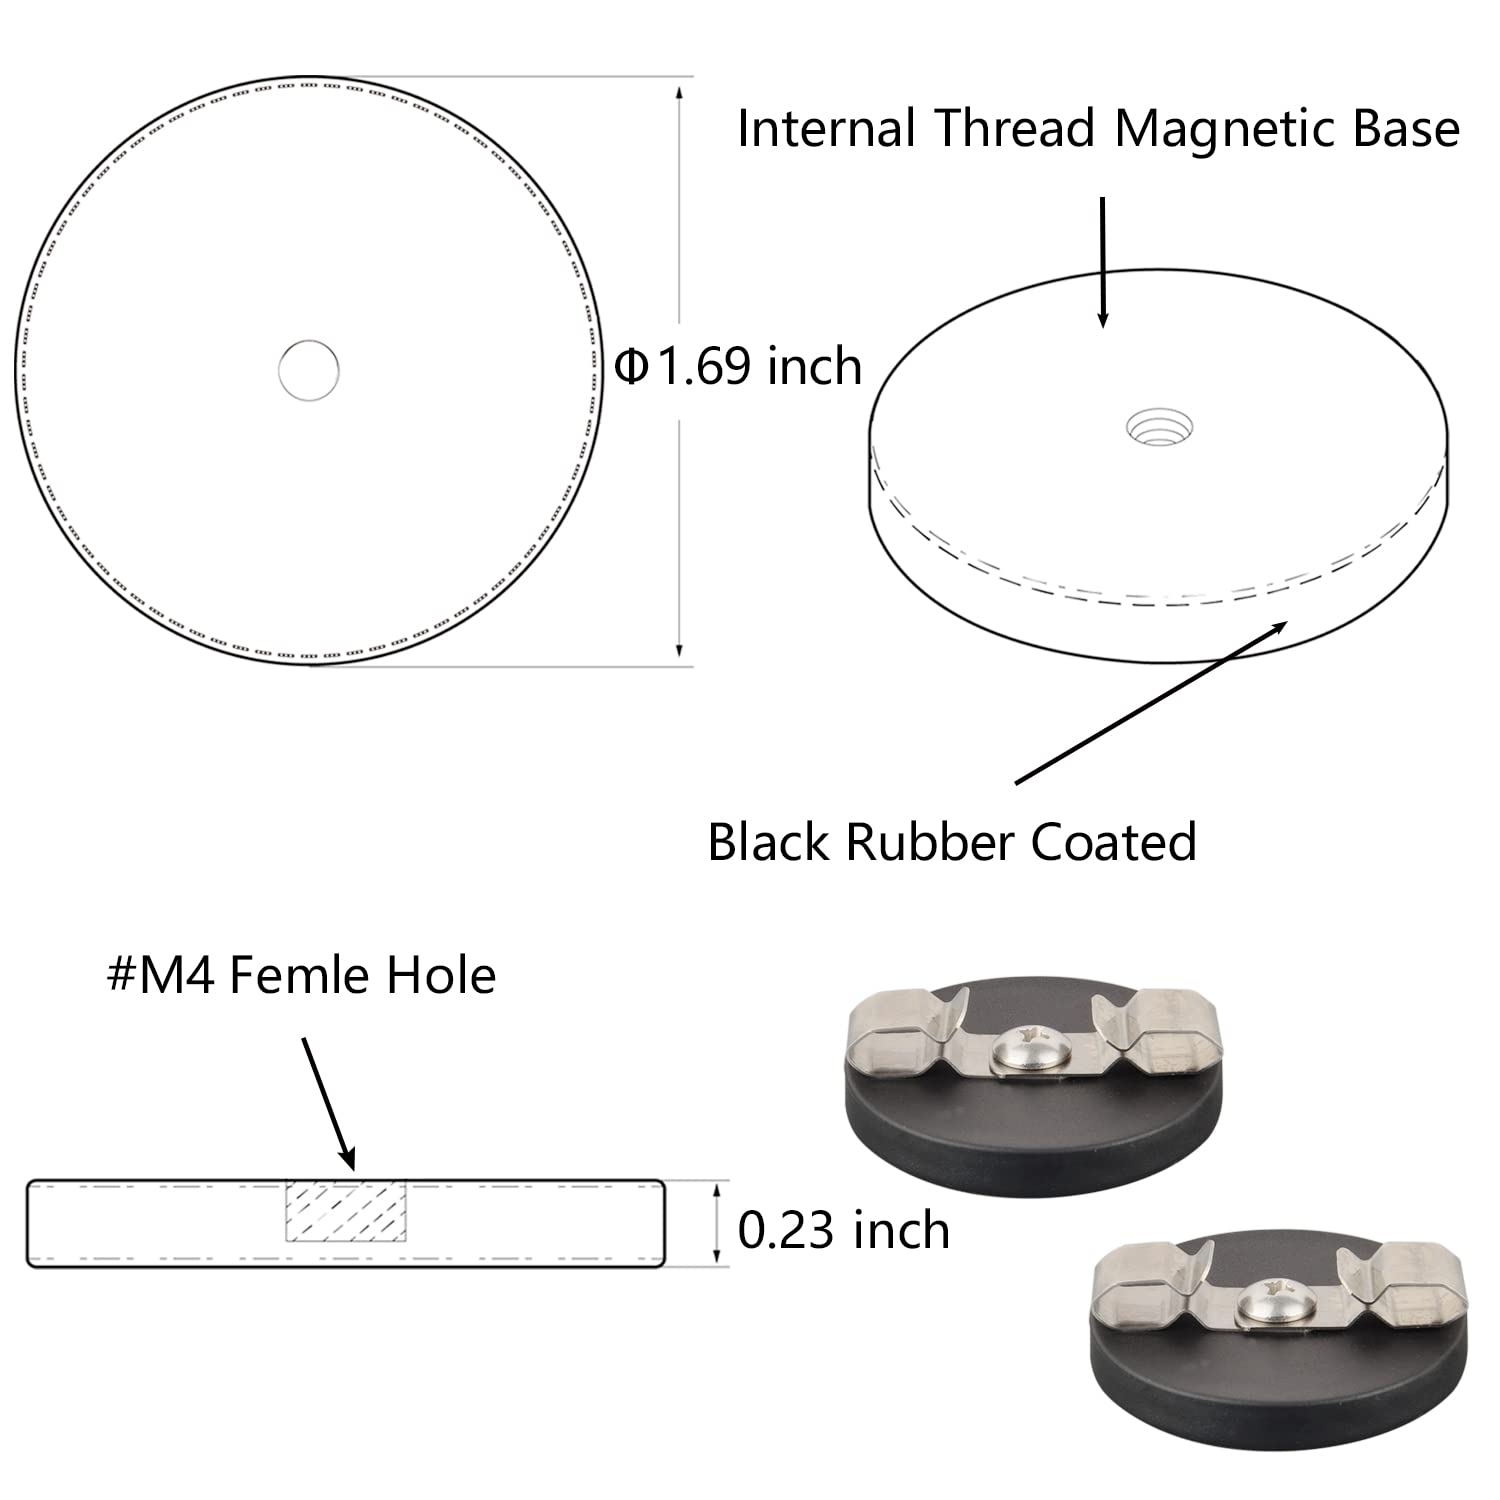 Internal Thread Magnetic Base
Φ1.69 inch
Black Rubber Coated
#M4 Femle Hole
0.23 inch